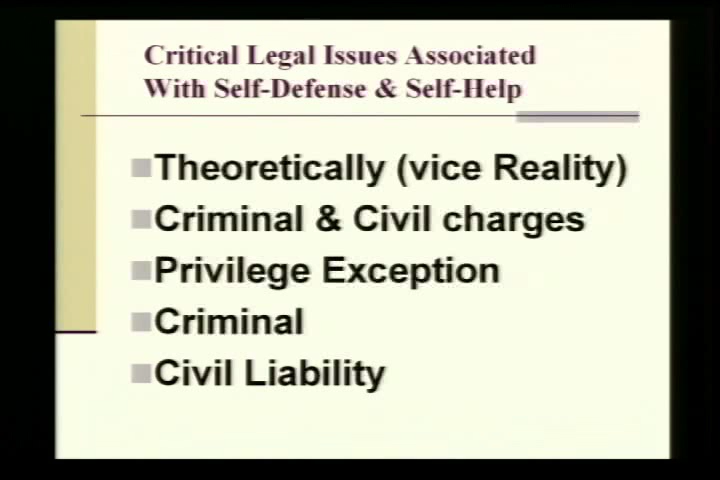 Critical Legal Issues Associated
With Self-Defense & Self-Help
Theoretically (vice Reality)
Criminal & Civil charges
Privilege Exception
Criminal
Civil Liability